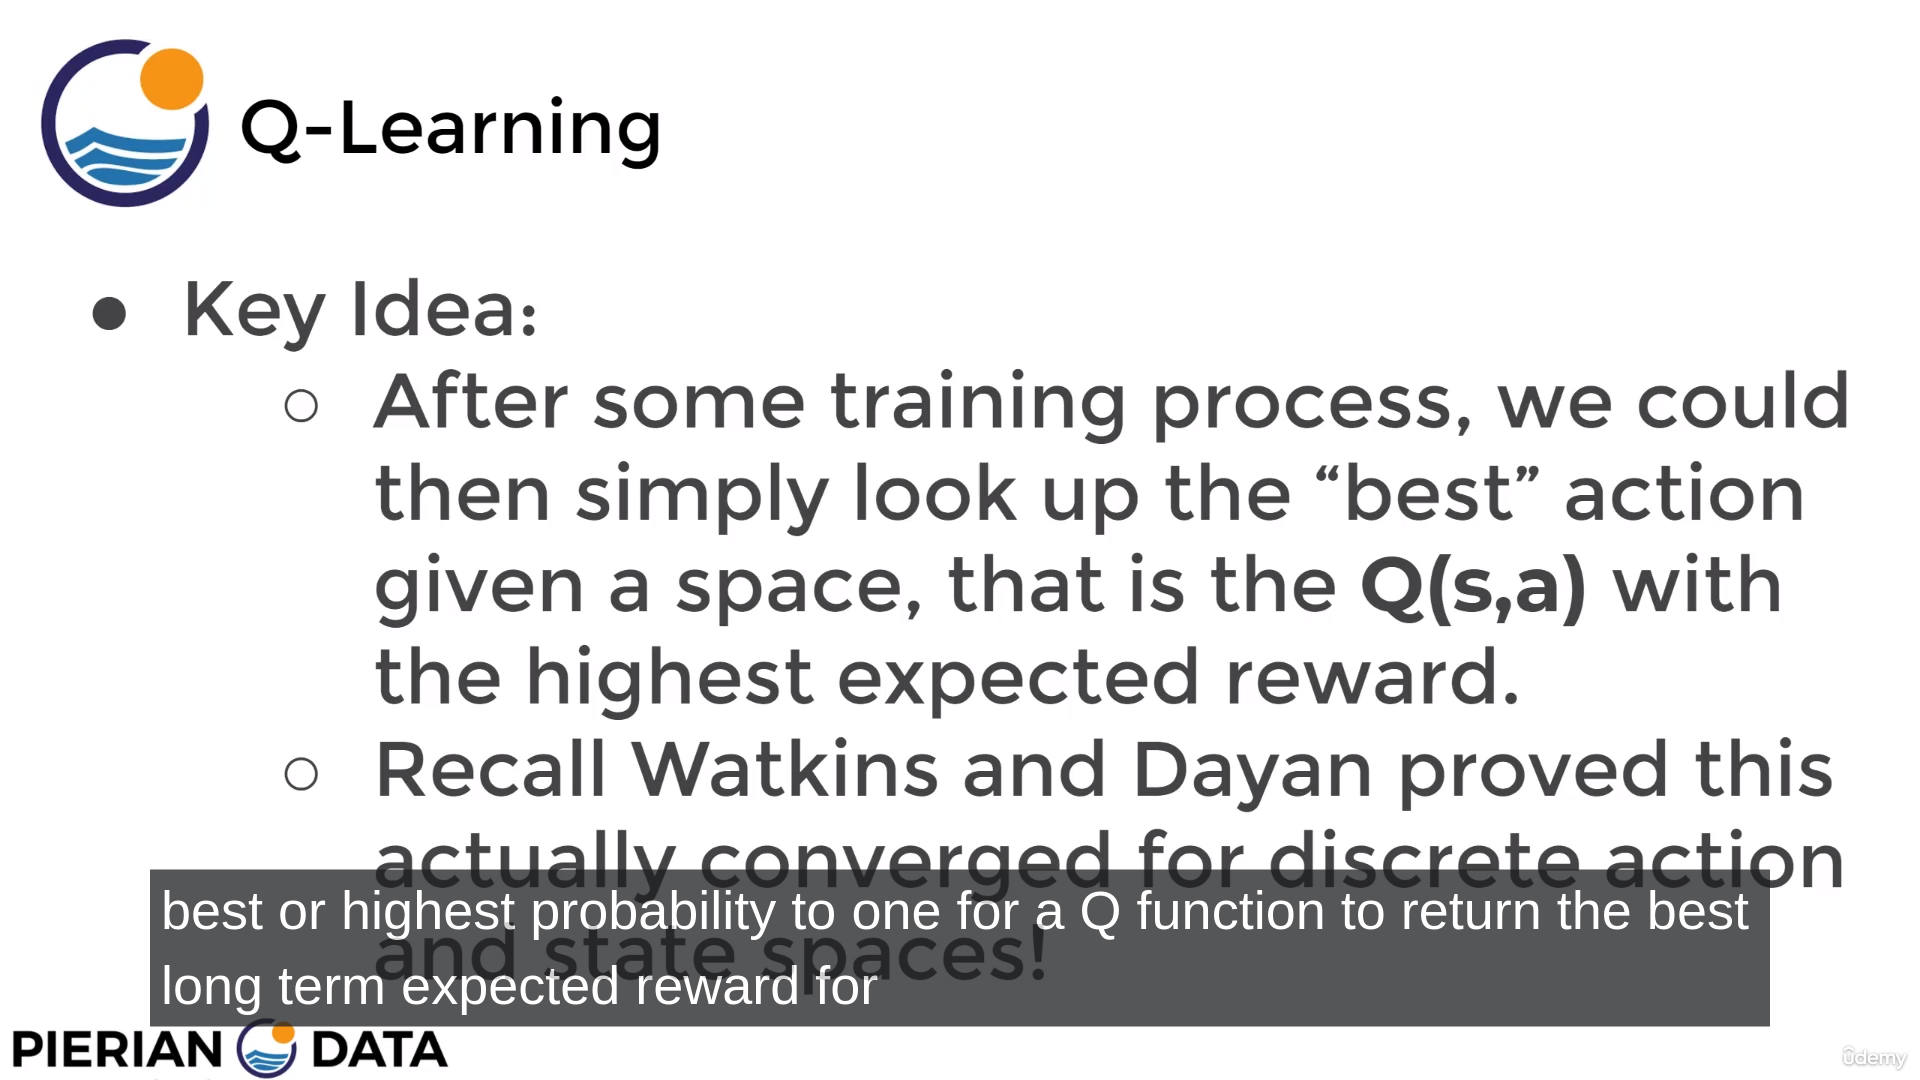 Q-Learning
● Key Idea:
○ After some training process, we could
then simply look up the “best” action
given a space, that is the Q(s,a) with
the highest expected reward.
○ Recall Watkins and Dayan proved this
actually converged for discrete action
and state spaces!
best or highest probability to one for a Q function to return the best
long term expected reward for
PIERIAN DATA
ûdemy